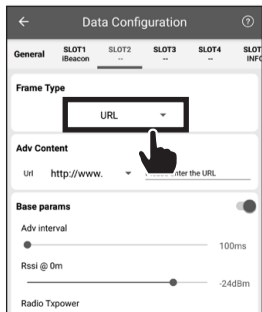 Data Configuration
General SLOT1 SLOT2 SLOT3 SLOT4 SLOT
iBeacon -- -- -- INF
Frame Type
URL
Adv Content
Url http://www. enter the URL
Base params
Adv interval
100ms
Rssi @ 0m
-24dBm
Radio Txpower